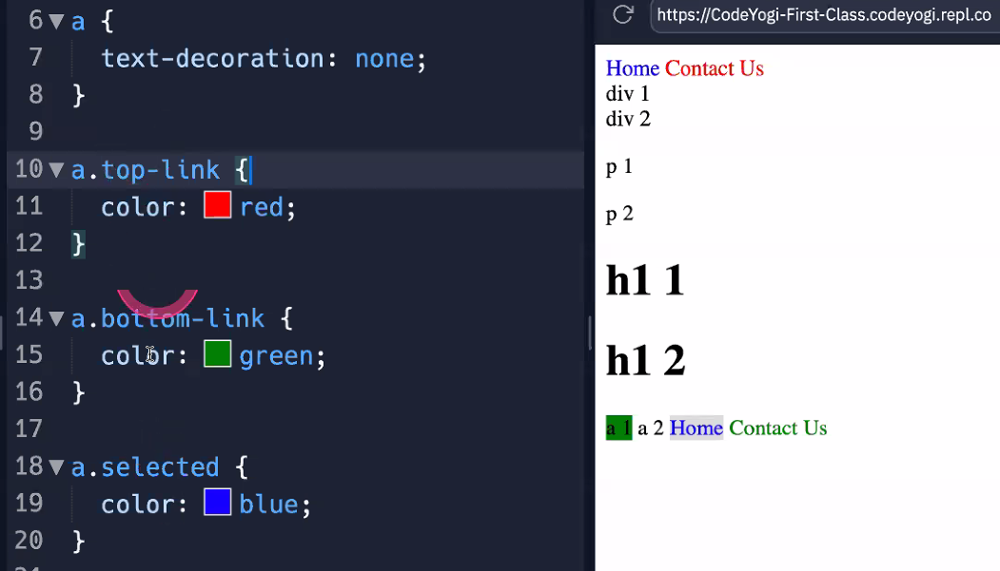 6 a {
7 text-decoration: none;
8 }
9
10 a.top-link {
11 color: red;
12 }
13
14 a.bottom-link {
15 color: green;
16 }
17
18 a.selected {
19 color: blue;
20 }
https://CodeYogi-First-Class.codeyogi.repl.co
Home Contact Us
div 1
div 2
p 1
p 2
h1 1
h1 2
a 1 a 2 Home Contact Us